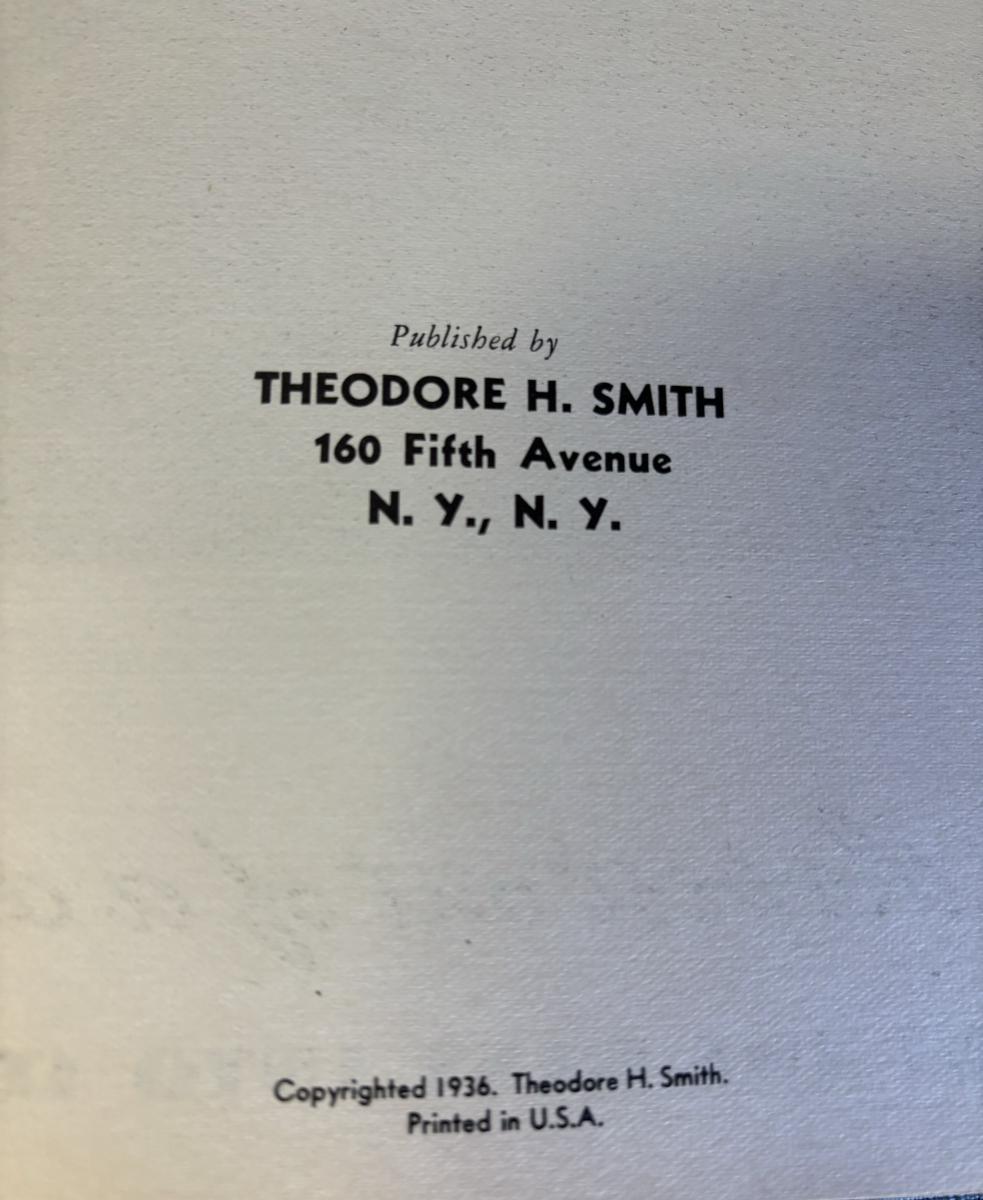 Published by
THEODORE H. SMITH
160 Fifth Avenue
N. Y., N. Y.
Copyrighted 1936. Theodore H. Smith.
Printed in U.S.A.